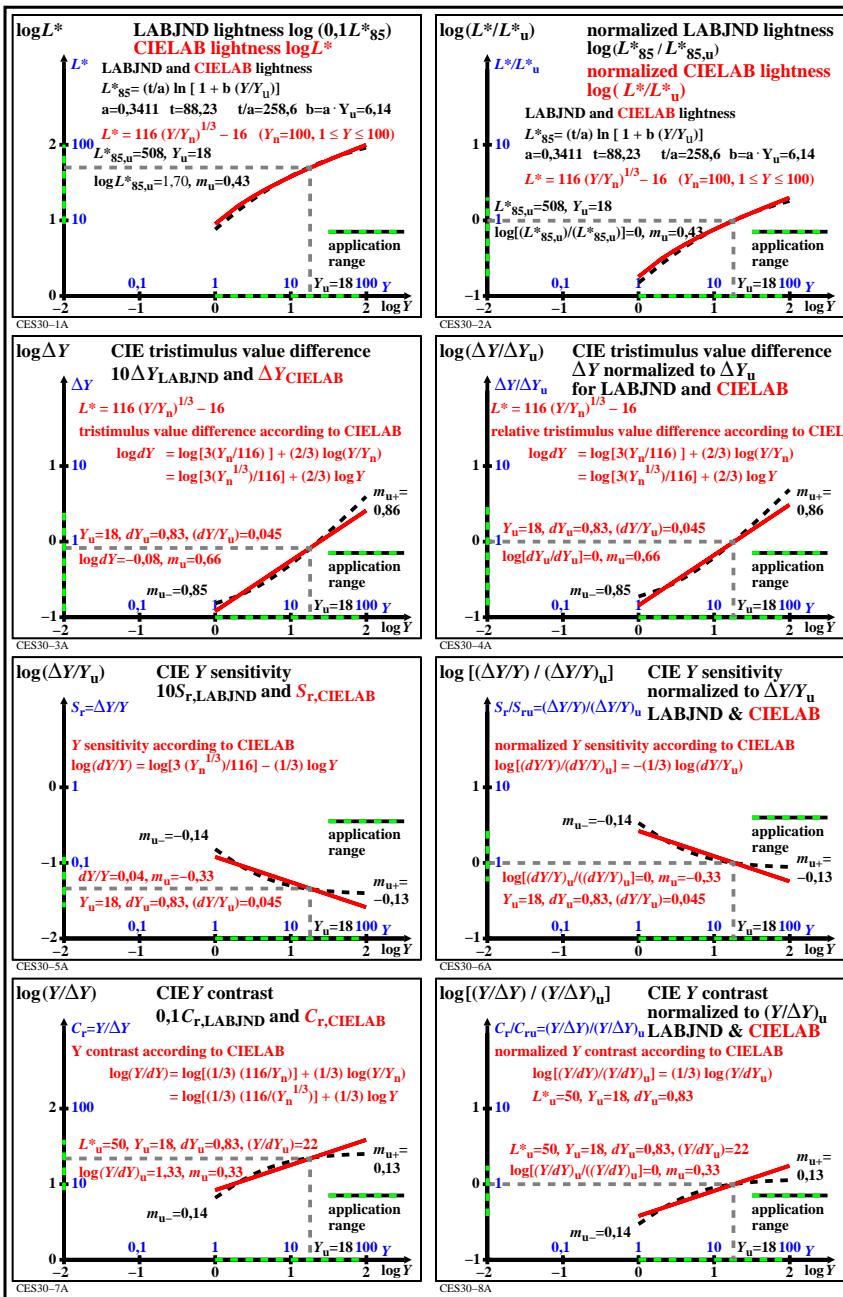 log L*
LABJND lightness log (0,1L*85)
CIELAB lightness log L*
L*
LABJND and CIELAB lightness
L*85= (t/a) ln [ 1 + b (Y/Yu)]
a=0,3411 t=88,23 t/a=258,6 b=a · Yu=6,14
L* = 116 (Y/Yn)1/3 − 16 (Yn=100, 1 ≤ Y ≤ 100)
2 100
L*85,u=508, Yu=18
log L*85,u=1,70, mu=0,43
1 10
application
range
0,1 1 10 Yu=18 100 Y
0
−2 −1 0 1 2 log Y
CES30−1A
log(L*/L*u)
normalized LABJND lightness
log(L*85 / L*85,u)
normalized CIELAB lightness
log( L*/L*u)
L*/L*u
LABJND and CIELAB lightness
L*85= (t/a) ln [ 1 + b (Y/Yu)]
a=0,3411 t=88,23 t/a=258,6 b=a · Yu=6,14
1 10
L* = 116 (Y/Yn)1/3 − 16 (Yn=100, 1 ≤ Y ≤ 100)
L*85,u=508, Yu=18
0 1
log[(L*85,u)/(L*85,u)]=0, mu=0,43
application
range
0,1 1 10 Yu=18 100 Y
−1
−2 −1 0 1 2 log Y
CES30−2A
log ΔY
CIE tristimulus value difference
10ΔYLABJND and ΔYCIELAB
ΔY
L* = 116 (Y/Yn)1/3 − 16
tristimulus value difference according to CIELAB
log dY = log[3(Yn/116) ] + (2/3) log(Y/Yn)
1 10
= log[3(Yn1/3)/116] + (2/3) log Y
mu+=
0,86
Yu=18, dYu=0,83, (dY/Yu)=0,045
0 1
log dY=−0,08, mu=0,66
application
range
mu−=0,85
0,1 1 10 Yu=18 100 Y
−1
−2 −1 0 1 2 log Y
CES30−3A
log(ΔY/ΔYu)
CIE tristimulus value difference
ΔY normalized to ΔYu
for LABJND and CIELAB
ΔY/ΔYu
L* = 116 (Y/Yn)1/3 − 16
relative tristimulus value difference according to CIEL
log dY = log[3(Yn/116) ] + (2/3) log(Y/Yn)
1 10
= log[3(Yn1/3)/116] + (2/3) log Y
mu+=
0,86
Yu=18, dYu=0,83, (dY/Yu)=0,045
0 1
log[dYu/dYu]=0, mu=0,66
application
range
mu−=0,85
0,1 1 10 Yu=18 100 Y
−1
−2 −1 0 1 2 log Y
CES30−4A
log(ΔY/Yu)
CIE Y sensitivity
10Sr,LABJND and Sr,CIELAB
Sr=ΔY/Y
Y sensitivity according to CIELAB
log(dY/Y) = log[3 (Yn1/3)/116] − (1/3) log Y
0 1
mu−=−0,14
application
range
−1 0,1
dY/Y=0,04, mu=−0,33
mu+=
−0,13
Yu=18, dYu=0,83, (dY/Yu)=0,045
0,1 1 10 Yu=18 100 Y
−2
−2 −1 0 1 2 log Y
CES30−5A
log [(ΔY/Y) / (ΔY/Y)u]
CIE Y sensitivity
normalized to ΔY/Yu
LABJND & CIELAB
Sr/Sru=(ΔY/Y)/(ΔY/Y)u
normalized Y sensitivity according to CIELAB
log[(dY/Y)/(dY/Y)u] = −(1/3) log(dY/Yu)
1 10
mu−=−0,14
application
range
0 1
log[(dY/Y)u/((dY/Y)u]=0, mu=−0,33
mu+=
−0,13
Yu=18, dYu=0,83, (dY/Yu)=0,045
0,1 1 10 Yu=18 100 Y
−1
−2 −1 0 1 2 log Y
CES30−6A
log(Y/ΔY)
CIE Y contrast
0,1Cr,LABJND and Cr,CIELAB
Cr=Y/ΔY
Y contrast according to CIELAB
log(Y/dY) = log[(1/3) (116/Yn)] + (1/3) log(Y/Yn)
2 100
= log[(1/3) (116/(Yn1/3)] + (1/3) log Y
L*u=50, Yu=18, dYu=0,83, (Y/dYu)=22
mu+=
0,13
log(Y/dY)u=1,33, mu=0,33
1 10
mu−=0,14
application
range
0,1 1 10 Yu=18 100 Y
0
−2 −1 0 1 2 log Y
CES30−7A
log[(Y/ΔY) / (Y/ΔY)u]
CIE Y contrast
normalized to (Y/ΔY)u
LABJND & CIELAB
Cr/Cru=(Y/ΔY)/(Y/ΔY)u
normalized Y contrast according to CIELAB
log[(Y/dY)/(Y/dY)u] = (1/3) log(Y/dYu)
1 10
L*u=50, Yu=18, dYu=0,83
L*u=50, Yu=18, dYu=0,83, (Y/dYu)=22
mu+=
0,13
log[(Y/dY)u/((Y/dY)u]=0, mu=0,33
0 1
mu−=0,14
application
range
0,1 1 10 Yu=18 100 Y
−1
−2 −1 0 1 2 log Y
CES30−8A